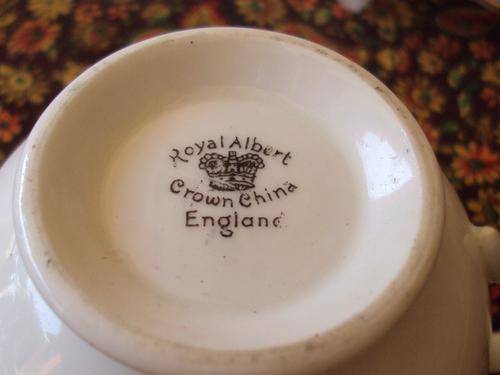 Royal Albert
Crown China
England